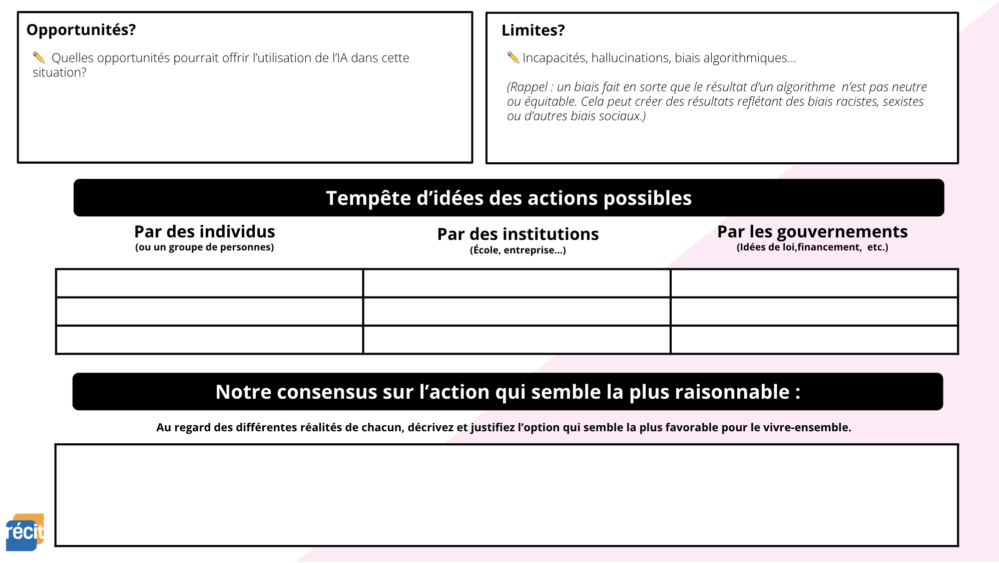 Opportunités?
✏️ Quelles opportunités pourrait offrir l’utilisation de l’IA dans cette
situation?
Limites?
✏️ Incapacités, hallucinations, biais algorithmiques...
(Rappel : un biais fait en sorte que le résultat d’un algorithme  n’est pas neutre
ou équitable. Cela peut créer des résultats reflétant des biais racistes, sexistes
ou d’autres biais sociaux.)
Tempête d’idées des actions possibles
Par des individus
(ou un groupe de personnes)
Par des institutions
(École, entreprise...)
Par les gouvernements
(Idées de loi,financement,  etc.)
Notre consensus sur l’action qui semble la plus raisonnable :
Au regard des différentes réalités de chacun, décrivez et justifiez l’option qui semble la plus favorable pour le vivre-ensemble.
récit